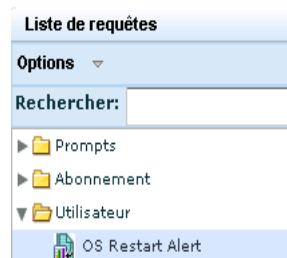 Liste de requêtes
Options
Rechercher:
Prompts
Abonnement
Utilisateur
OS Restart Alert